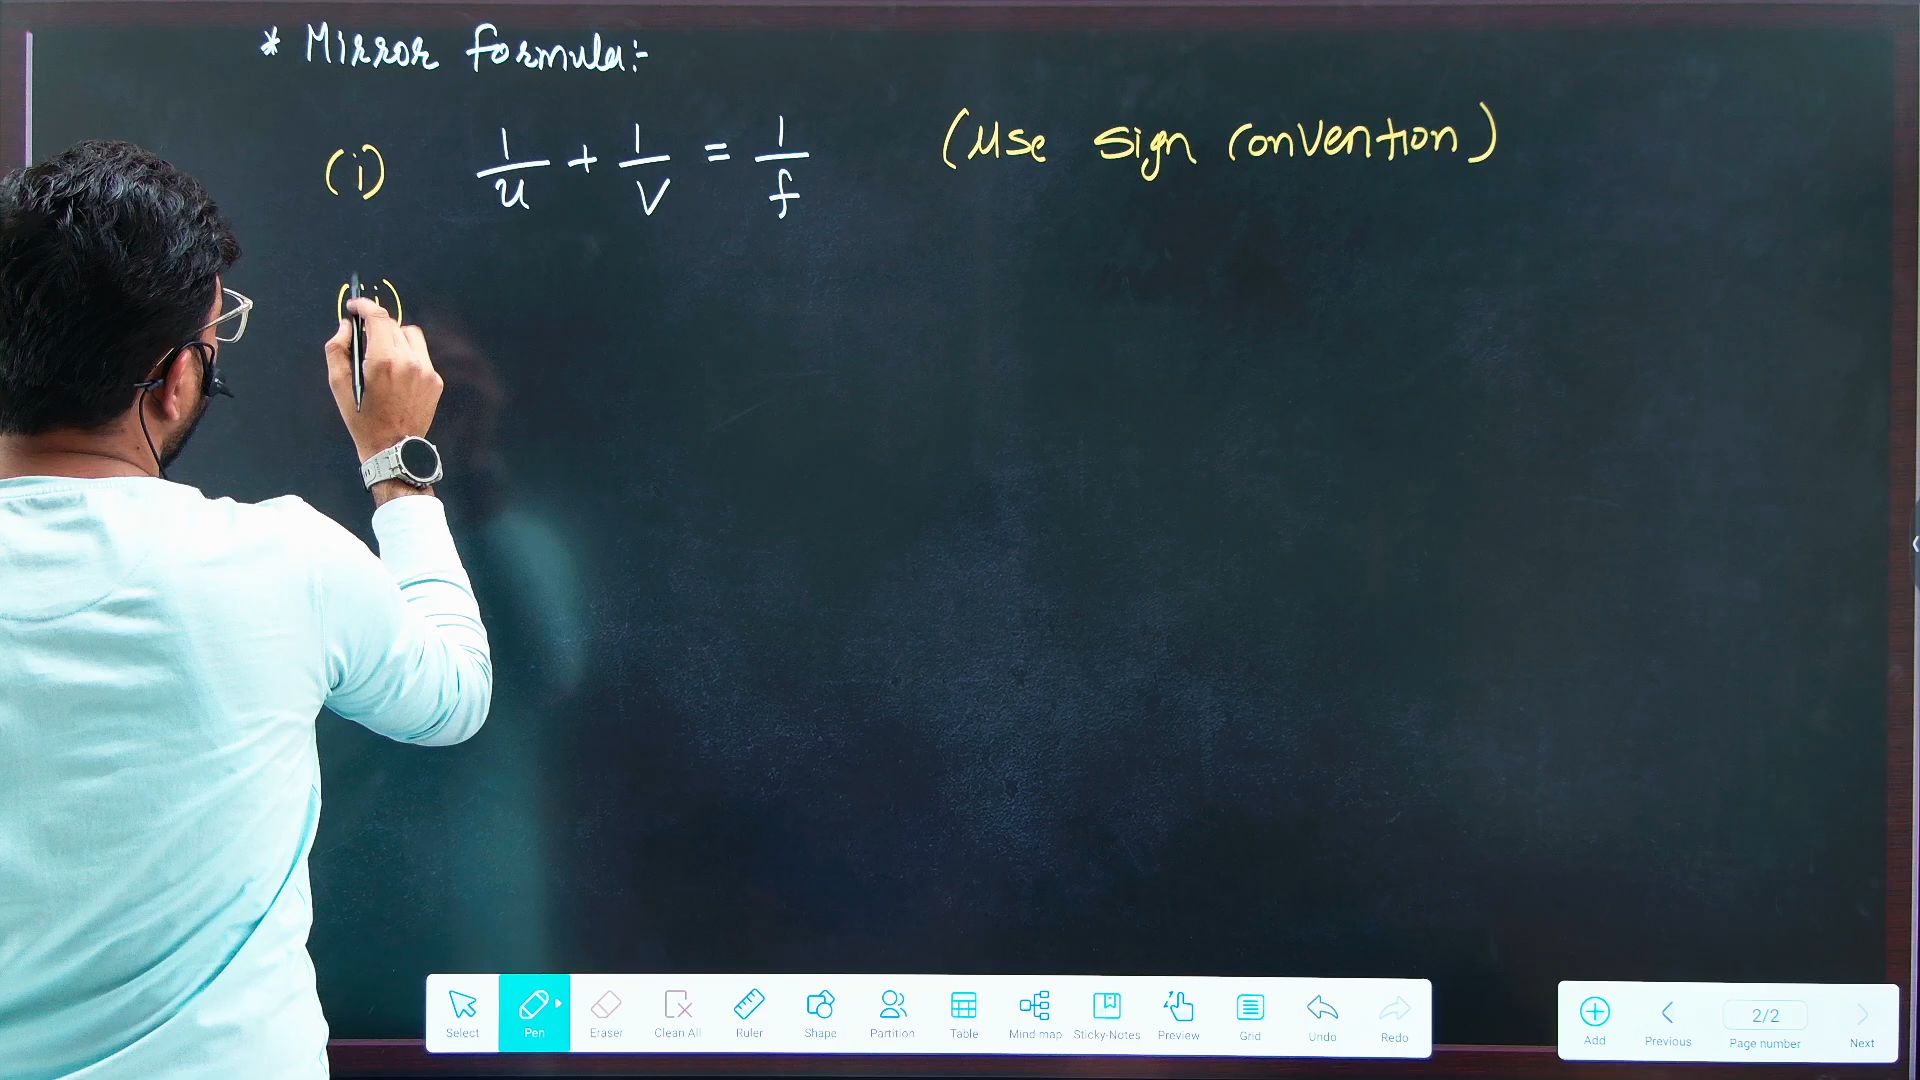 * Mirror formula:-
(i) 1/u + 1/v = 1/f (Use sign convention)
(ii)
Select Pen Eraser Clean All Ruler Shape Partition Table Mind map Sticky-Notes Preview Grid Undo Redo
Add Previous 2/2 Page number Next